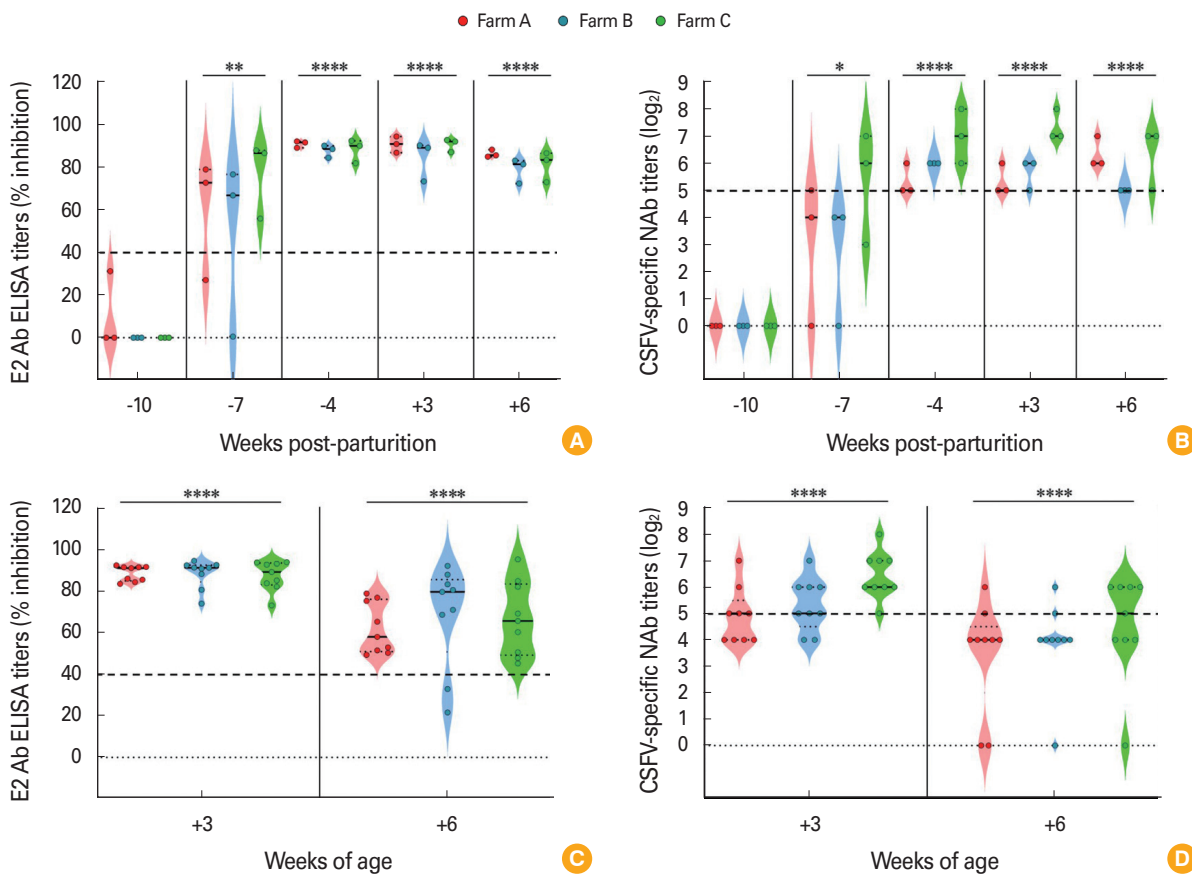 Farm A Farm B Farm C
E2 Ab ELISA titers (% inhibition)
120
100
80
60
40
20
0
** **** **** ****
-10 -7 -4 +3 +6
Weeks post-parturition
A
CSFV-specific NAb titers (log2)
9
8
7
6
5
4
3
2
1
0
* **** **** ****
-10 -7 -4 +3 +6
Weeks post-parturition
B
E2 Ab ELISA titers (% inhibition)
120
100
80
60
40
20
0
**** ****
+3 +6
Weeks of age
C
CSFV-specific NAb titers (log2)
9
8
7
6
5
4
3
2
1
0
**** ****
+3 +6
Weeks of age
D